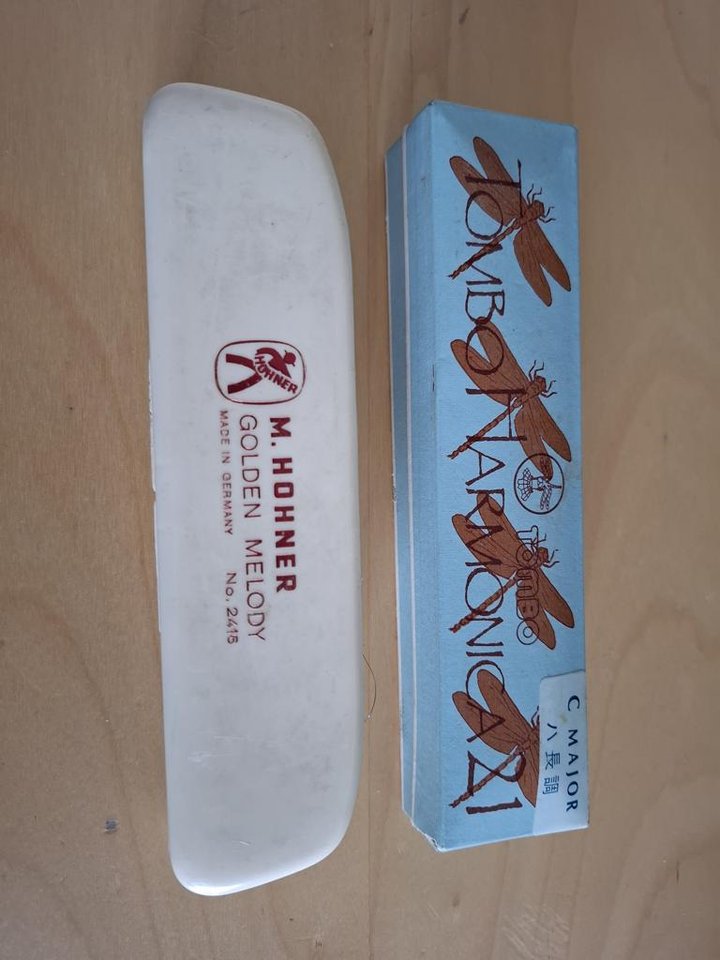 HOHNER
M. HOHNER
GOLDEN MELODY
MADE IN GERMANY No. 2416
TOMBO
TOMBO HARMONICA 21
C MAJOR
ハ長調